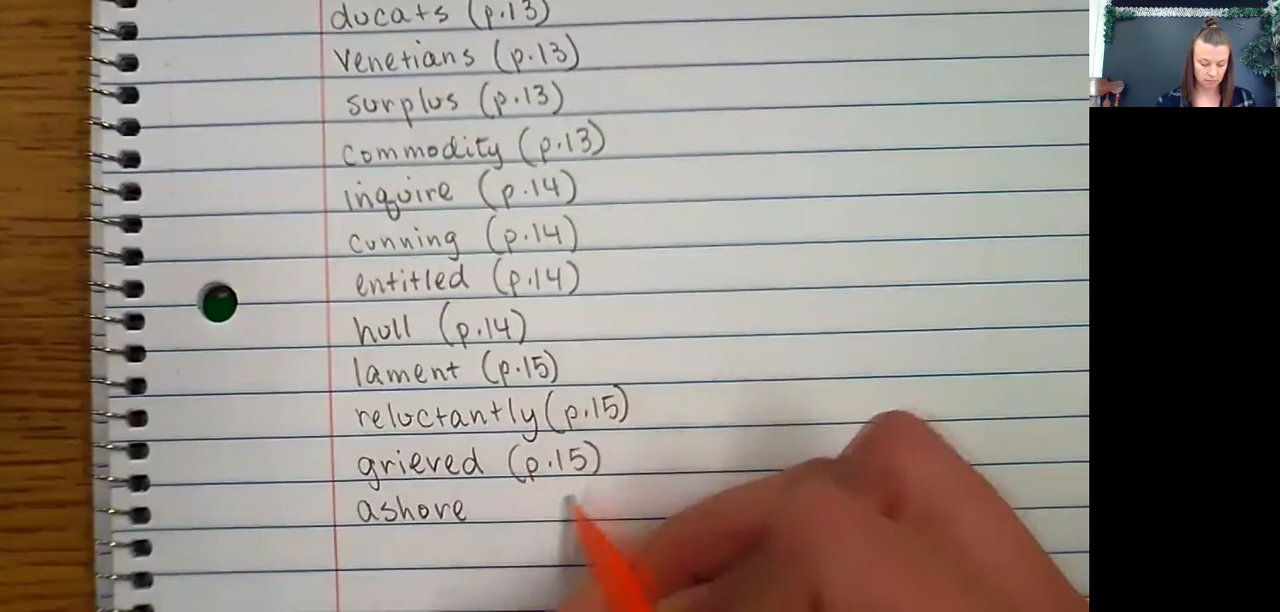 ducats (p.13)
Venetians (p.13)
surplus (p.13)
commodity (p.13)
inquire (p.14)
cunning (p.14)
entitled (p.14)
hull (p.14)
lament (p.15)
reluctantly (p.15)
grieved (p.15)
ashore